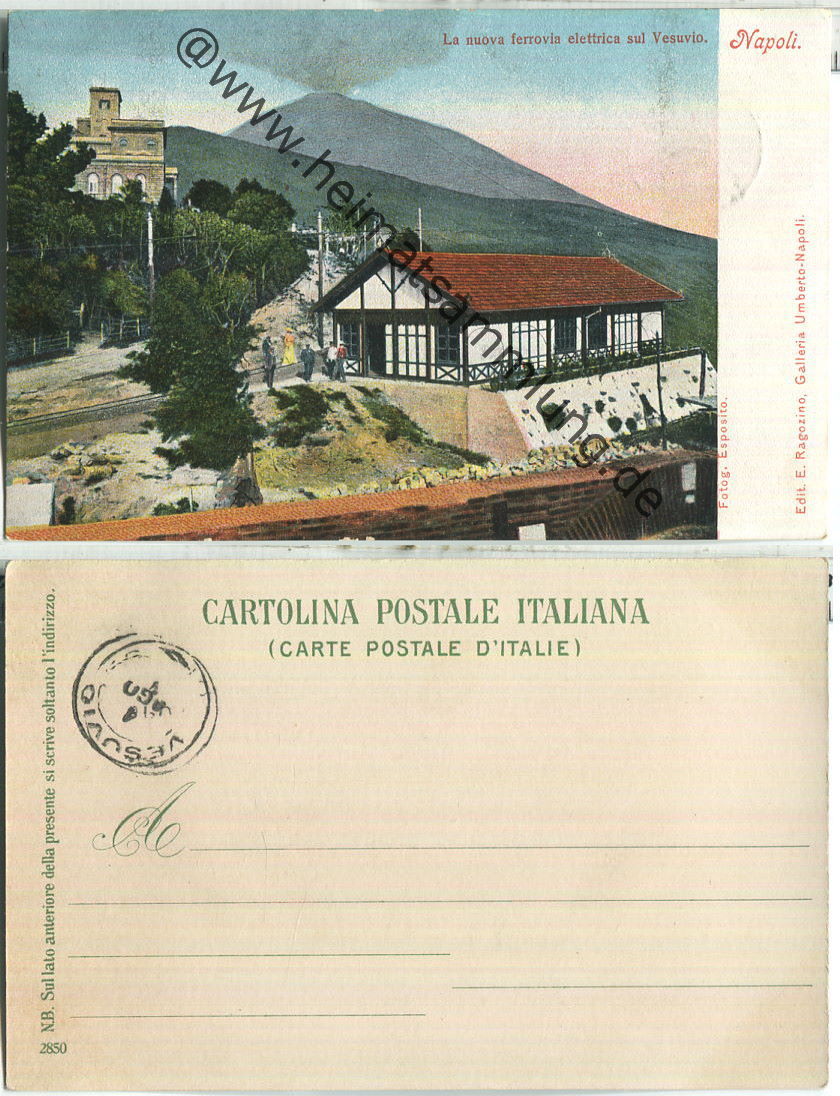 La nuova ferrovia elettrica sul Vesuvio.
Napoli.
@www.heimatsammlung.de
Fotog. Esposito.
Edit. E. Ragozino, Galleria Umberto-Napoli.
CARTOLINA POSTALE ITALIANA
(CARTE POSTALE D'ITALIE)
VESUVIO
A
N.B. Sul lato anteriore della presente si scrive soltanto l'indirizzo.
2850